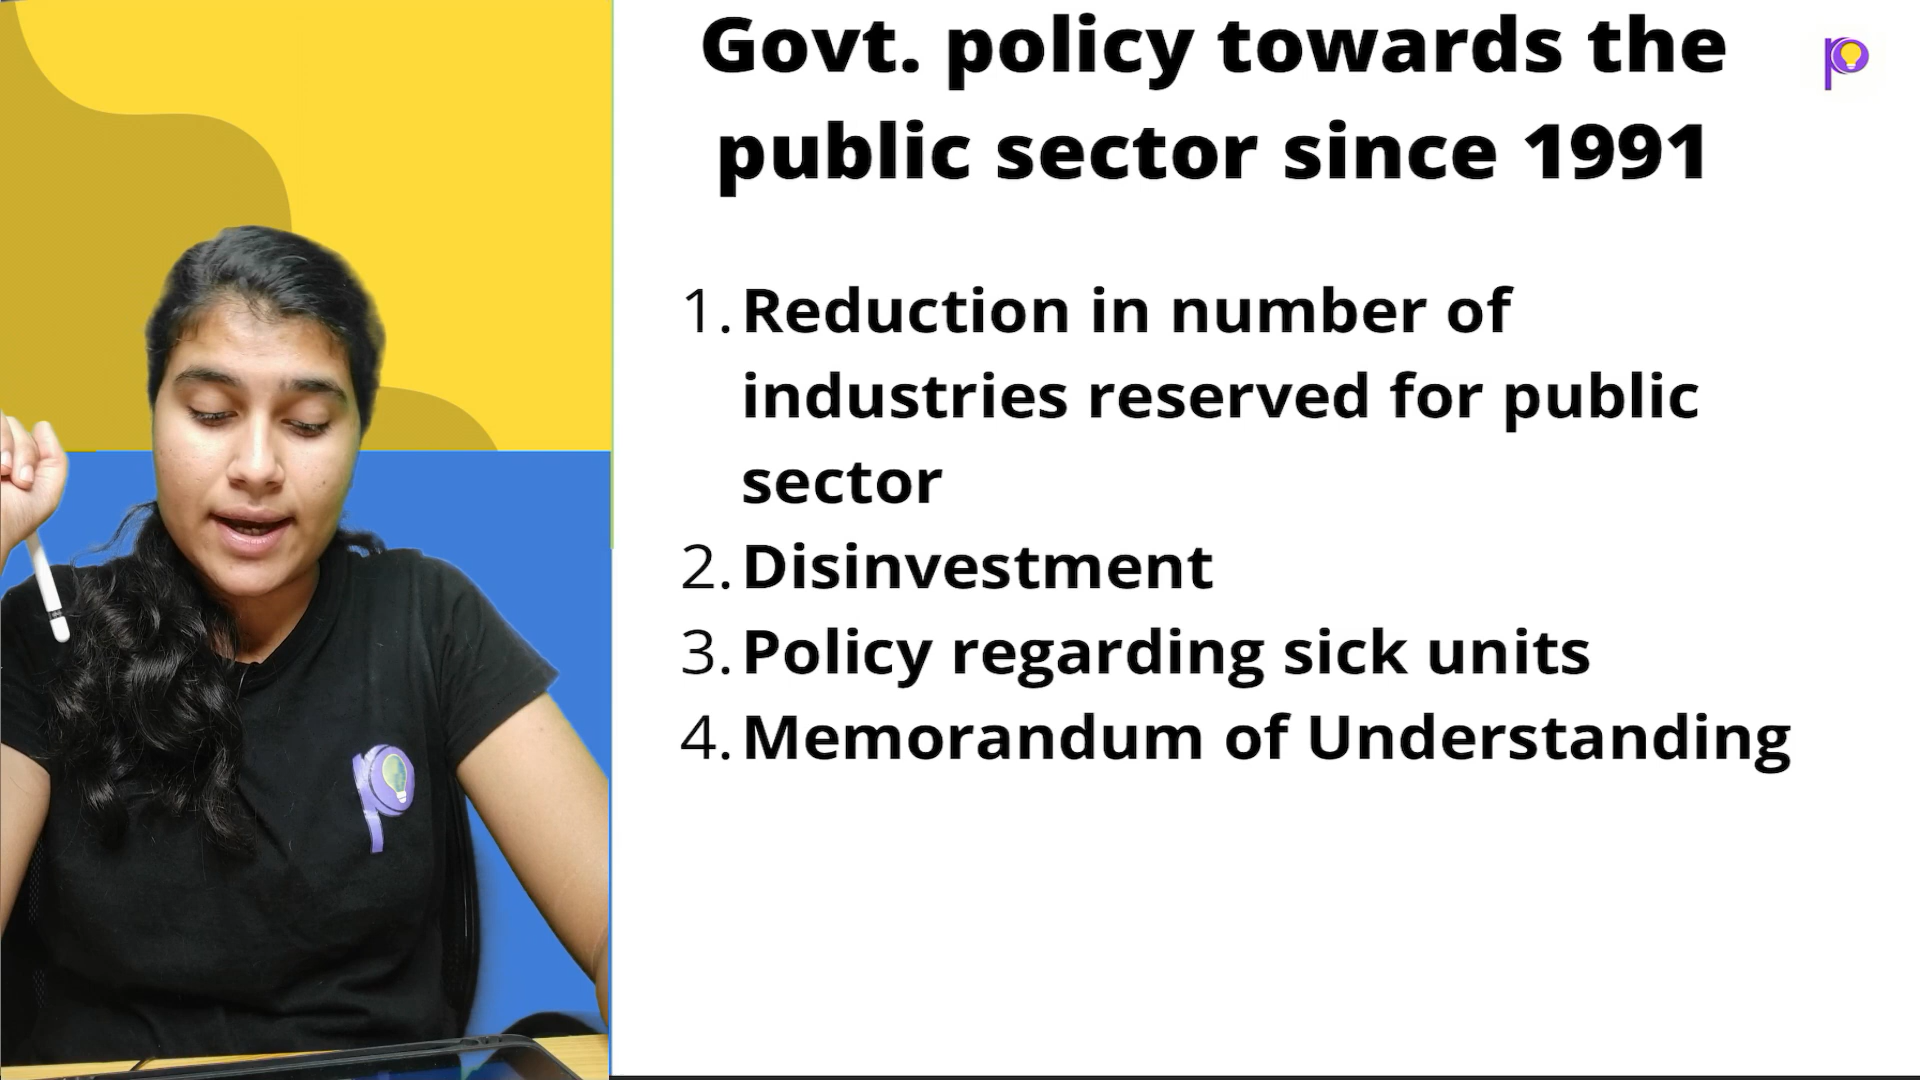 Govt. policy towards the
public sector since 1991
1. Reduction in number of
industries reserved for public
sector
2. Disinvestment
3. Policy regarding sick units
4. Memorandum of Understanding